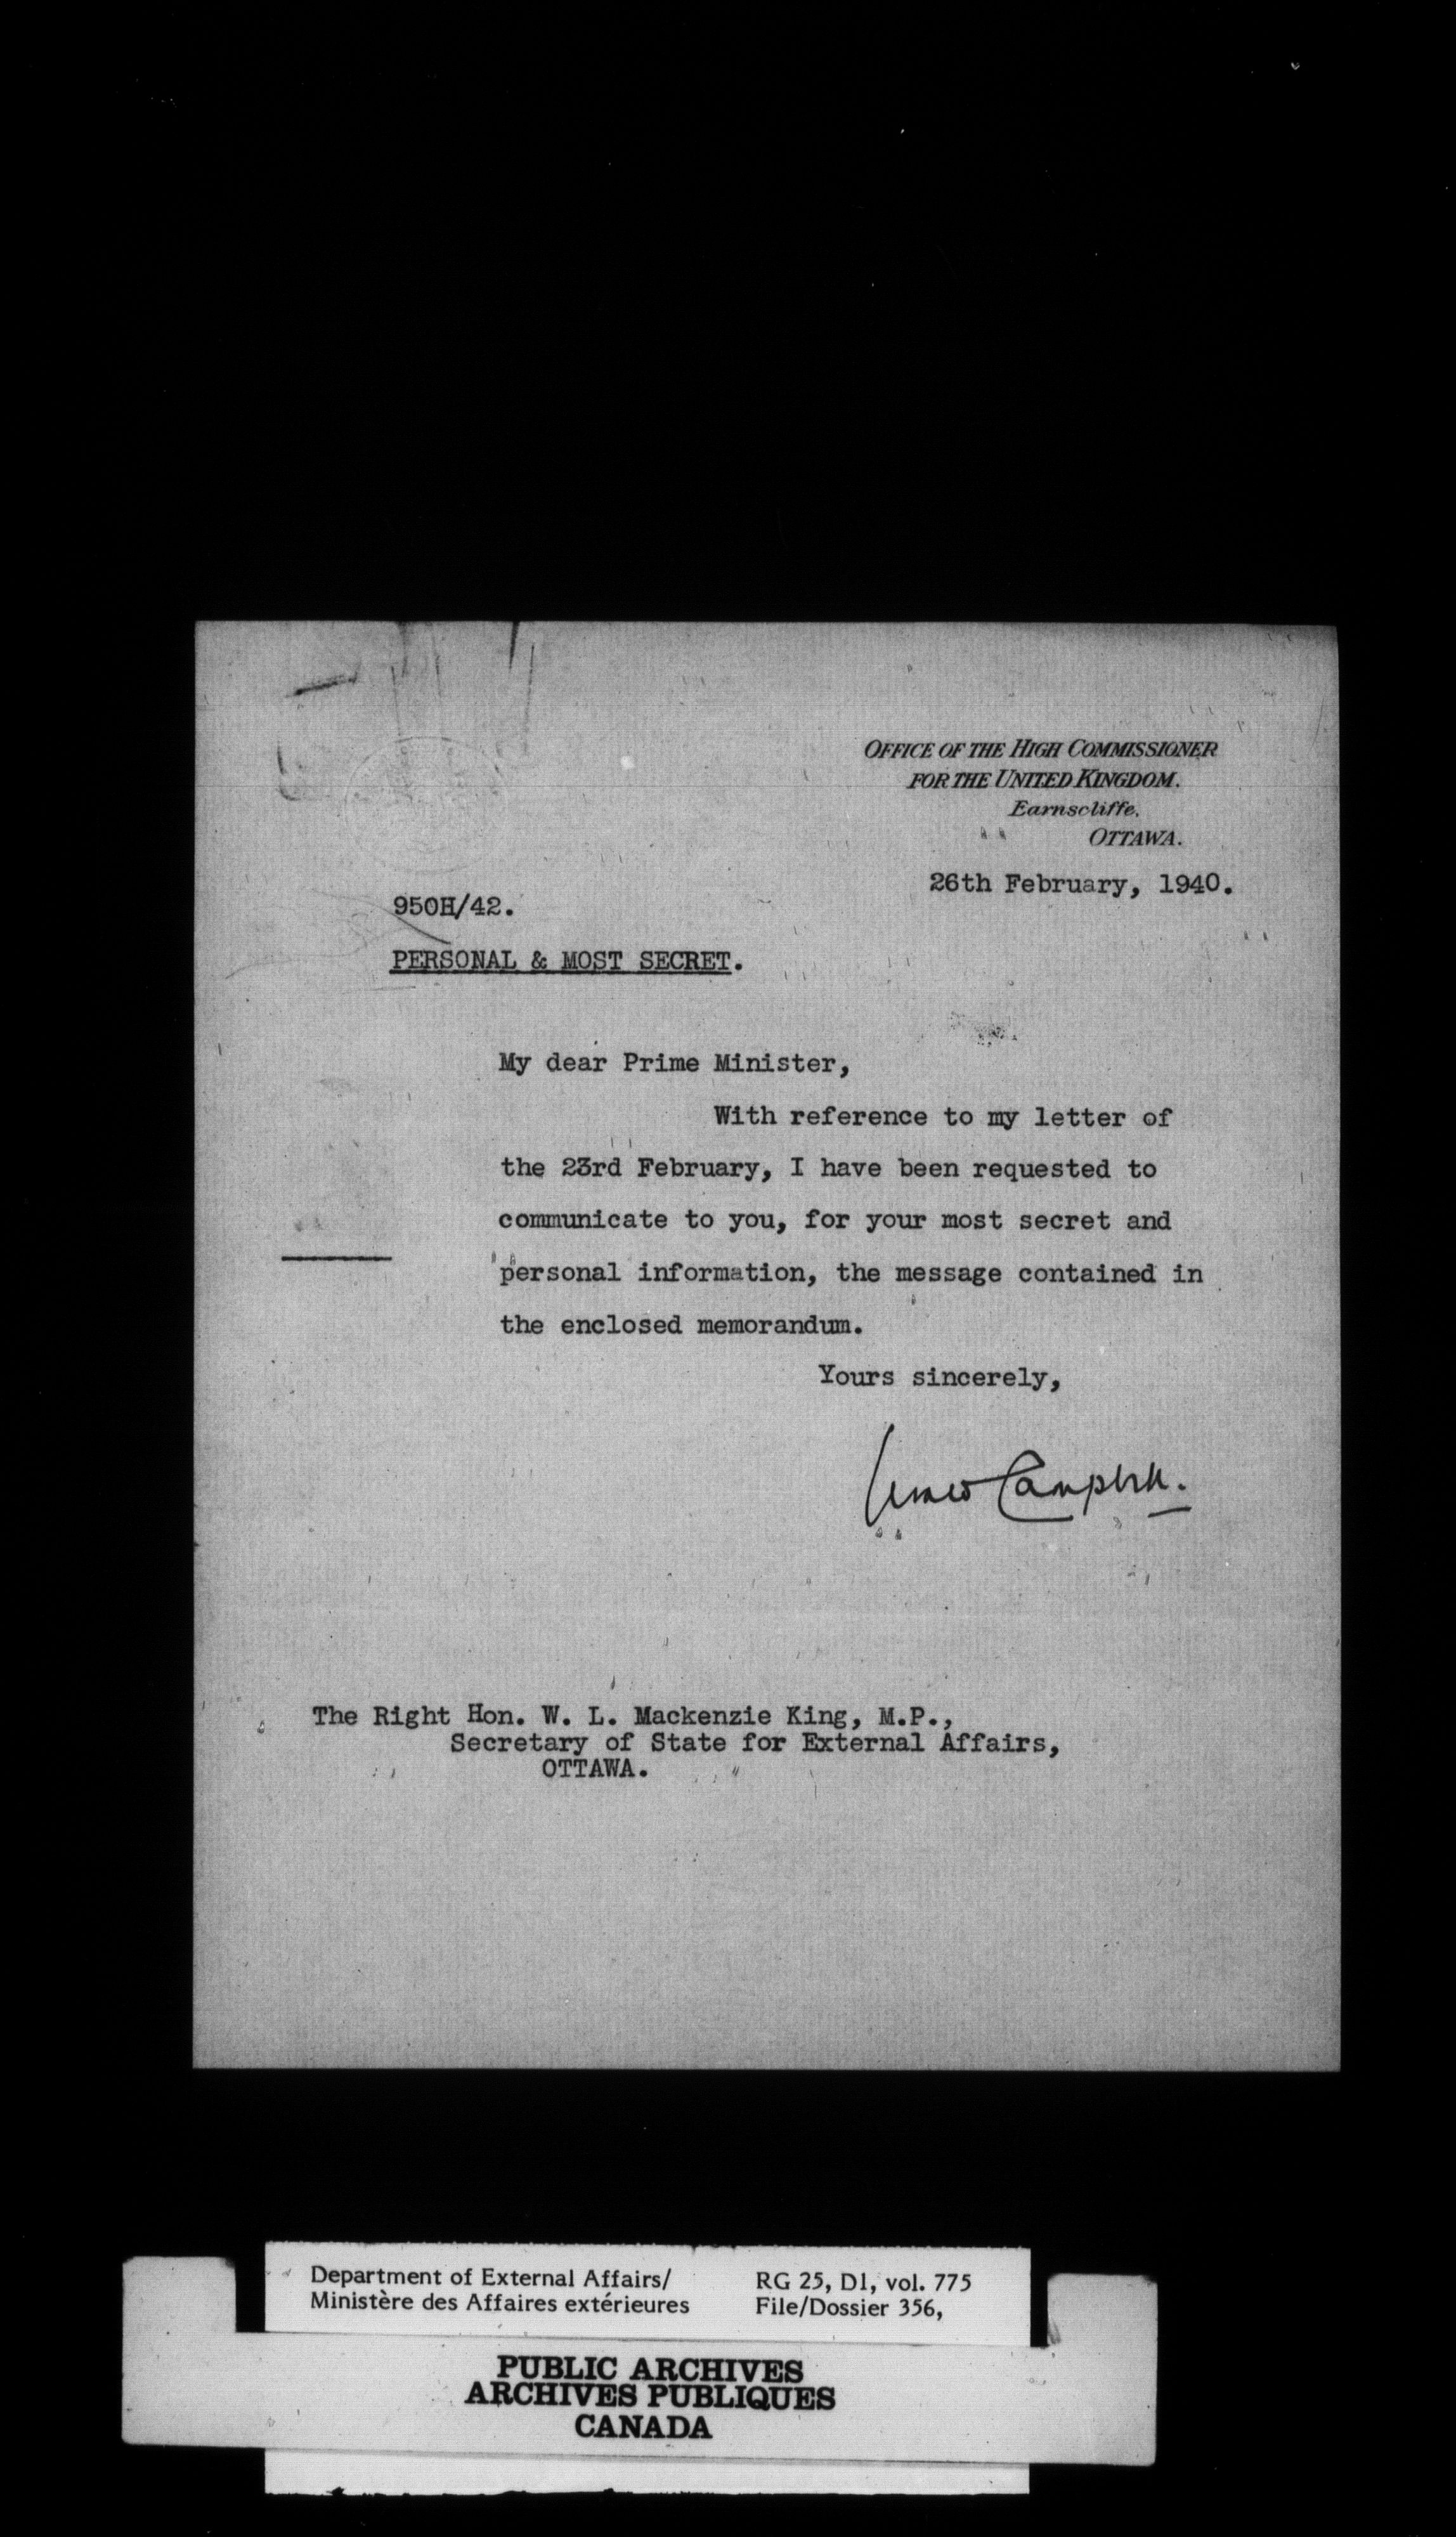 OFFICE OF THE HIGH COMMISSIONER
FOR THE UNITED KINGDOM.
Earnscliffe,
OTTAWA.
26th February, 1940.
950H/42.
PERSONAL & MOST SECRET.
My dear Prime Minister,
With reference to my letter of
the 23rd February, I have been requested to
communicate to you, for your most secret and
personal information, the message contained in
the enclosed memorandum.
Yours sincerely,
Campbell.
The Right Hon. W. L. Mackenzie King, M.P.,
Secretary of State for External Affairs,
OTTAWA.
Department of External Affairs/
Ministère des Affaires extérieures
RG 25, D1, vol. 775
File/Dossier 356,
PUBLIC ARCHIVES
ARCHIVES PUBLIQUES
CANADA